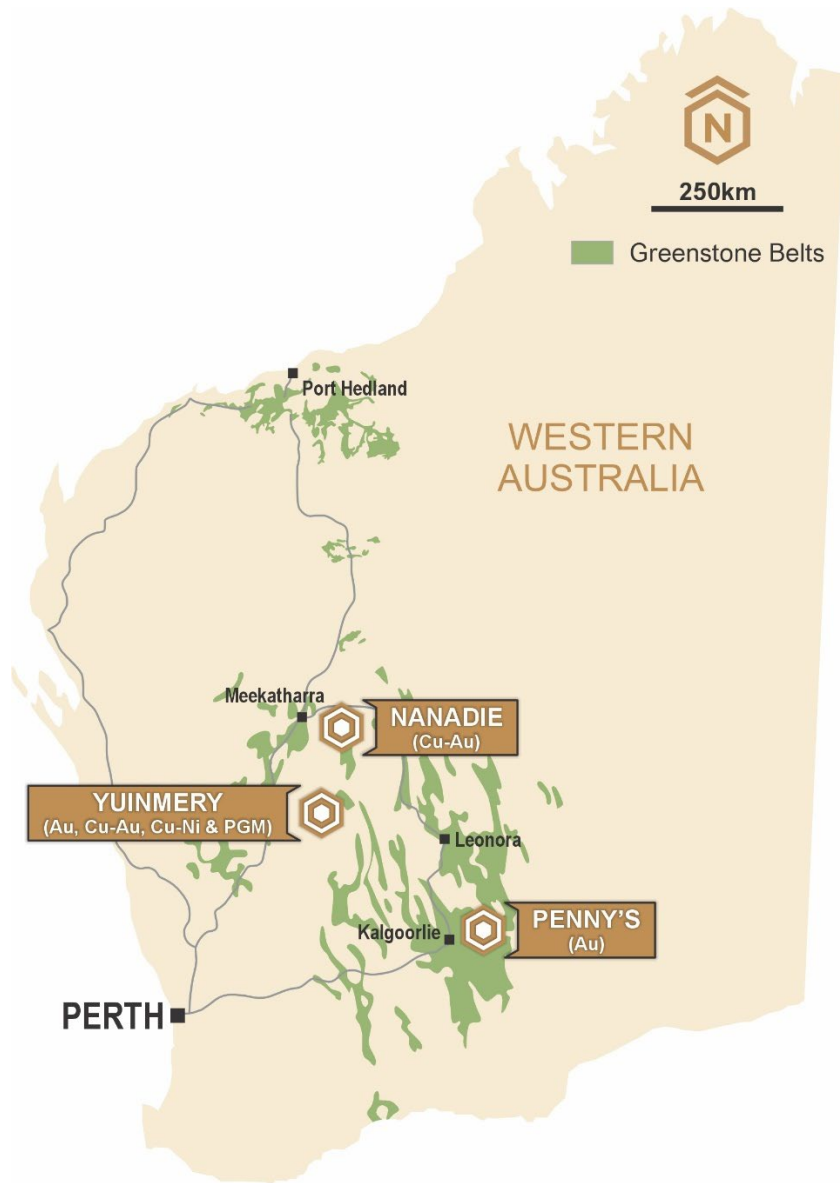 N
250km
Greenstone Belts
Port Hedland
WESTERN
AUSTRALIA
Meekatharra
NANADIE
(Cu-Au)
YUINMERY
(Au, Cu-Au, Cu-Ni & PGM)
Leonora
PENNY'S
(Au)
Kalgoorlie
PERTH